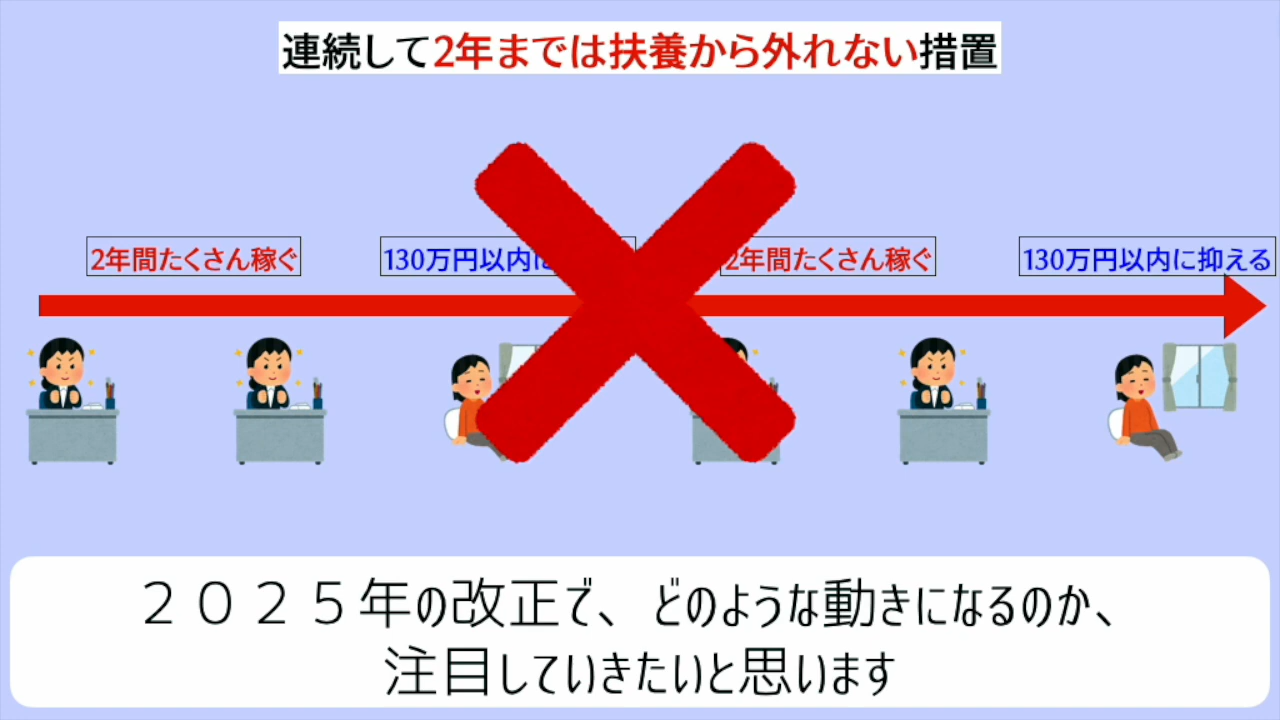 連続して2年までは扶養から外れない措置
2年間たくさん稼ぐ
130万円以内に
2年間たくさん稼ぐ
130万円以内に抑える
２０２５年の改正で、どのような動きになるのか、
注目していきたいと思います